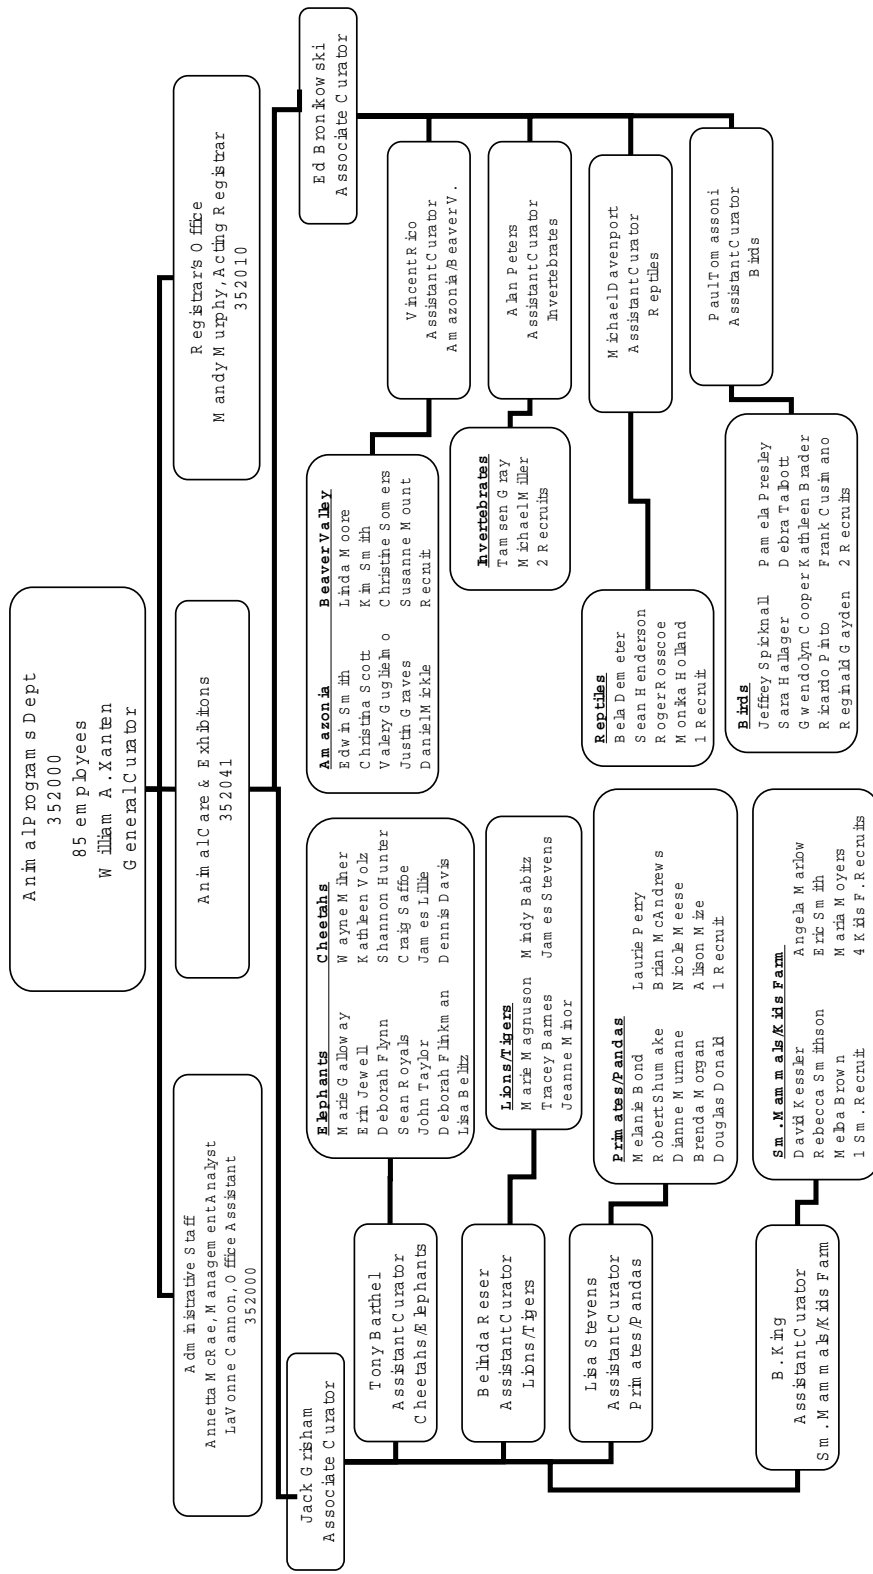 Animal Programs Dept
352000
85 employees
William A. Xanten
General Curator
Administrative Staff
Annetta McRae, Management Analyst
LaVonne Cannon, Office Assistant
352000
Animal Care & Exhibitons
352041
Registrar's Office
Mandy Murphy, Acting Registrar
352010
Jack Grisham
Associate Curator
Ed Bronikowski
Associate Curator
Tony Barthel
Assistant Curator
Cheetahs/Elephants
Elephants Cheetahs
Marie Galloway Wayne Milner
Erin Jewell Kathleen Volz
Deborah Flynn Shannon Hunter
Sean Royals Craig Saffoe
John Taylor James Lillie
Deborah Flinkman Dennis Davis
Lisa Belitz
Belinda Reser
Assistant Curator
Lions/Tigers
Lions/Tigers
Marie Magnuson Mindy Babitz
Tracey Barnes James Stevens
Jeanne Minor
Lisa Stevens
Assistant Curator
Primates/Pandas
Primates/Pandas
Melanie Bond Laurie Perry
Robert Shumake Brian McAndrews
Dianne Murnane Nicole Meese
Brenda Morgan Alison Mize
Douglas Donald 1 Recruit
B. King
Assistant Curator
Sm. Mammals/Kids Farm
Sm. Mammals/Kids Farm
David Kessler Angela Marlow
Rebecca Smithson Eric Smith
Melba Brown Maria Moyers
1 Sm. Recruit 4 Kids F. Recruits
Amazonia Beaver Valley
Edwin Smith Linda Moore
Christina Scott Kim Smith
Valery Guglielmo Christine Somers
Justin Graves Susanne Mount
Daniel Mickle Recruit
Vincent Rico
Assistant Curator
Amazonia/Beaver V.
Invertebrates
Tamsen Gray
Michael Miller
2 Recruits
Alan Peters
Assistant Curator
Invertebrates
Reptiles
Bela Demeter
Sean Henderson
Roger Rosscoe
Monika Holland
1 Recruit
Michael Davenport
Assistant Curator
Reptiles
Birds
Jeffrey Spicknall Pamela Presley
Sara Hallager Debra Talbott
Gwendolyn Cooper Kathleen Brader
Ricardo Pinto Frank Cusimano
Reginald Gayden 2 Recruits
Paul Tomassoni
Assistant Curator
Birds